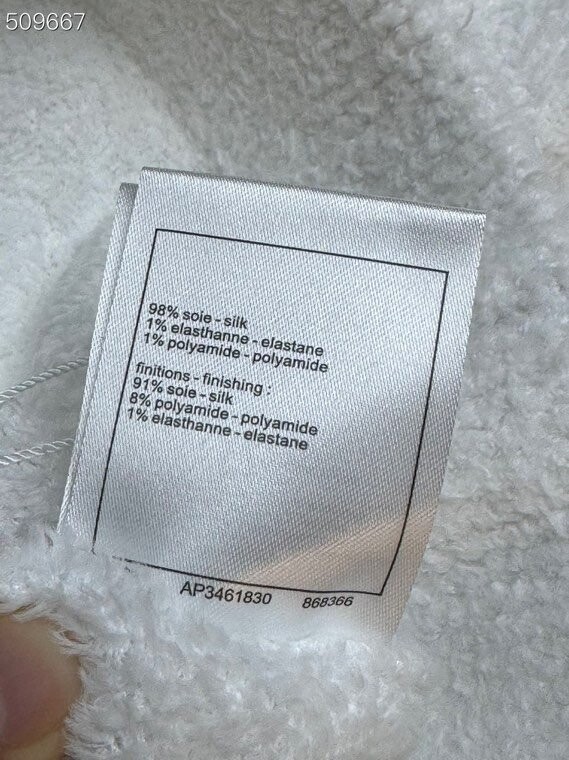 509667
98% soie - silk
1% elasthanne - elastane
1% polyamide - polyamide
finitions - finishing :
91% soie - silk
8% polyamide - polyamide
1% elasthanne - elastane
AP3461830 868366